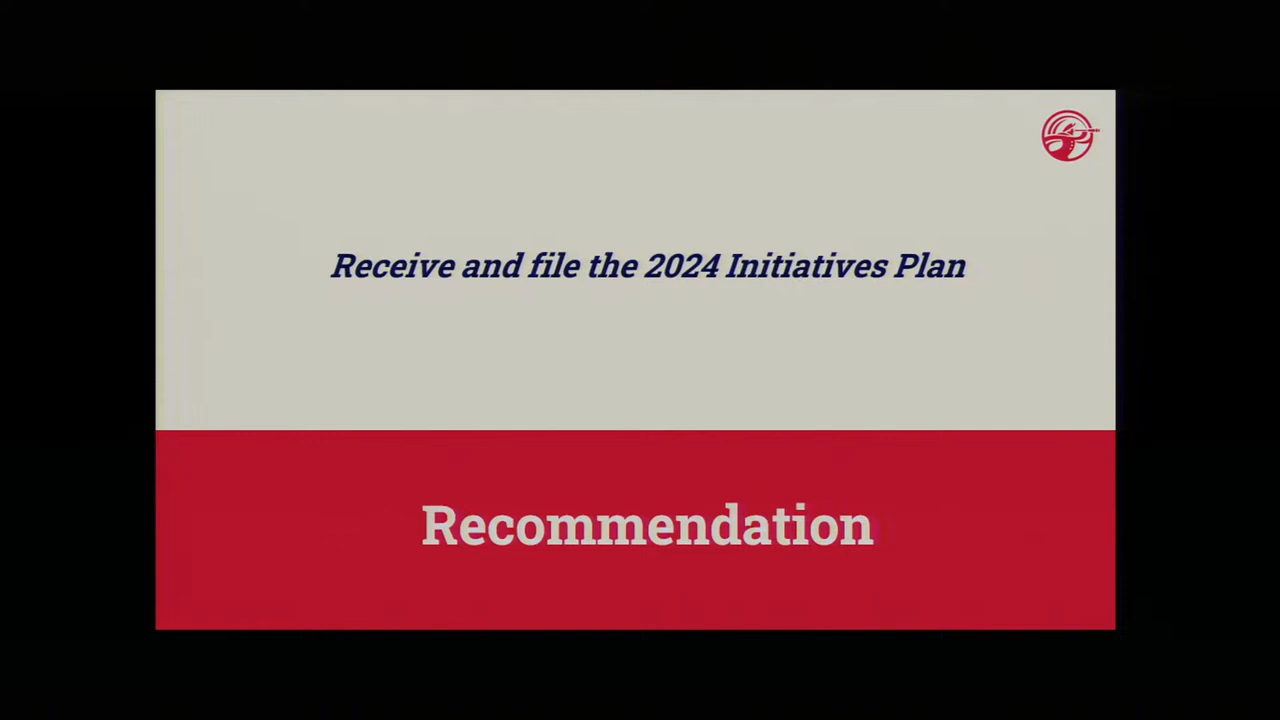 Receive and file the 2024 Initiatives Plan
Recommendation